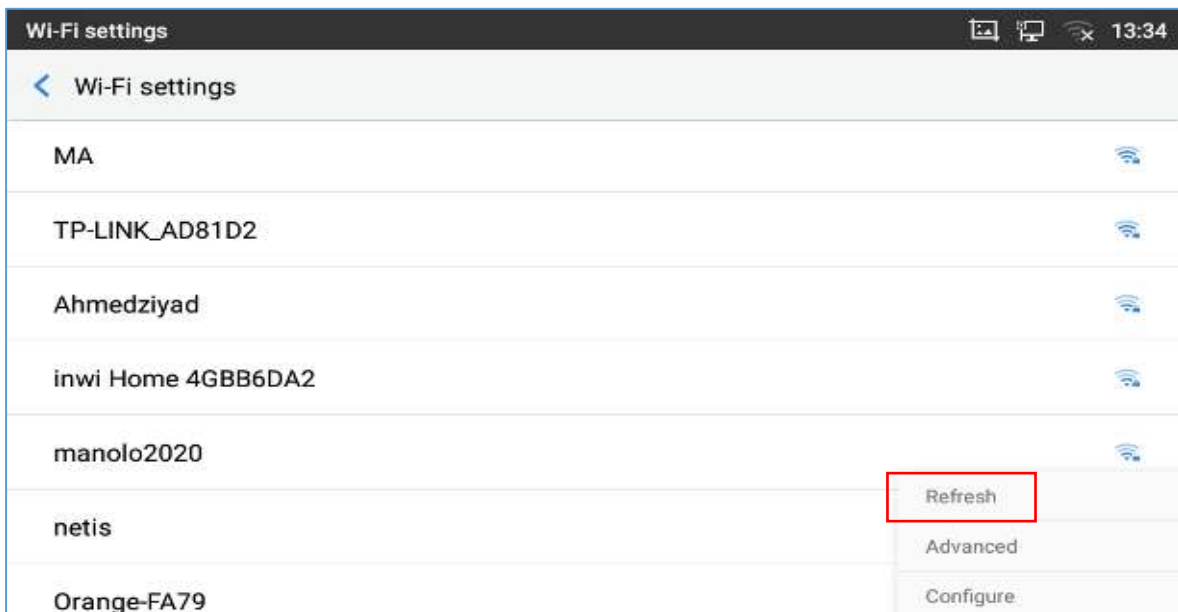 Wi-Fi settings 13:34
Wi-Fi settings
MA
TP-LINK_AD81D2
Ahmedziyad
inwi Home 4GBB6DA2
manolo2020
Refresh
netis
Advanced
Configure
Orange-FA79